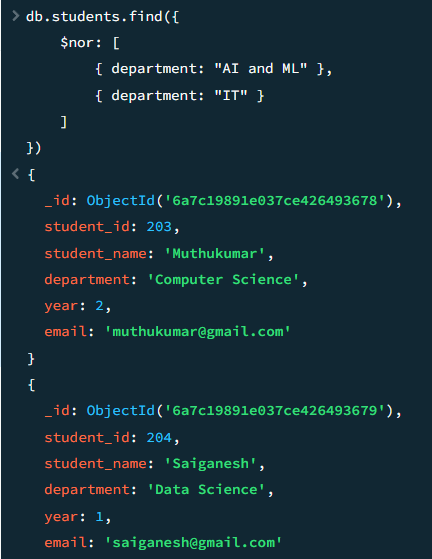 > db.students.find({
$nor: [
{ department: "AI and ML" },
{ department: "IT" }
]
})
< {
_id: ObjectId('6a7c19891e037ce426493678'),
student_id: 203,
student_name: 'Muthukumar',
department: 'Computer Science',
year: 2,
email: 'muthukumar@gmail.com'
}
{
_id: ObjectId('6a7c19891e037ce426493679'),
student_id: 204,
student_name: 'Saiganesh',
department: 'Data Science',
year: 1,
email: 'saiganesh@gmail.com'